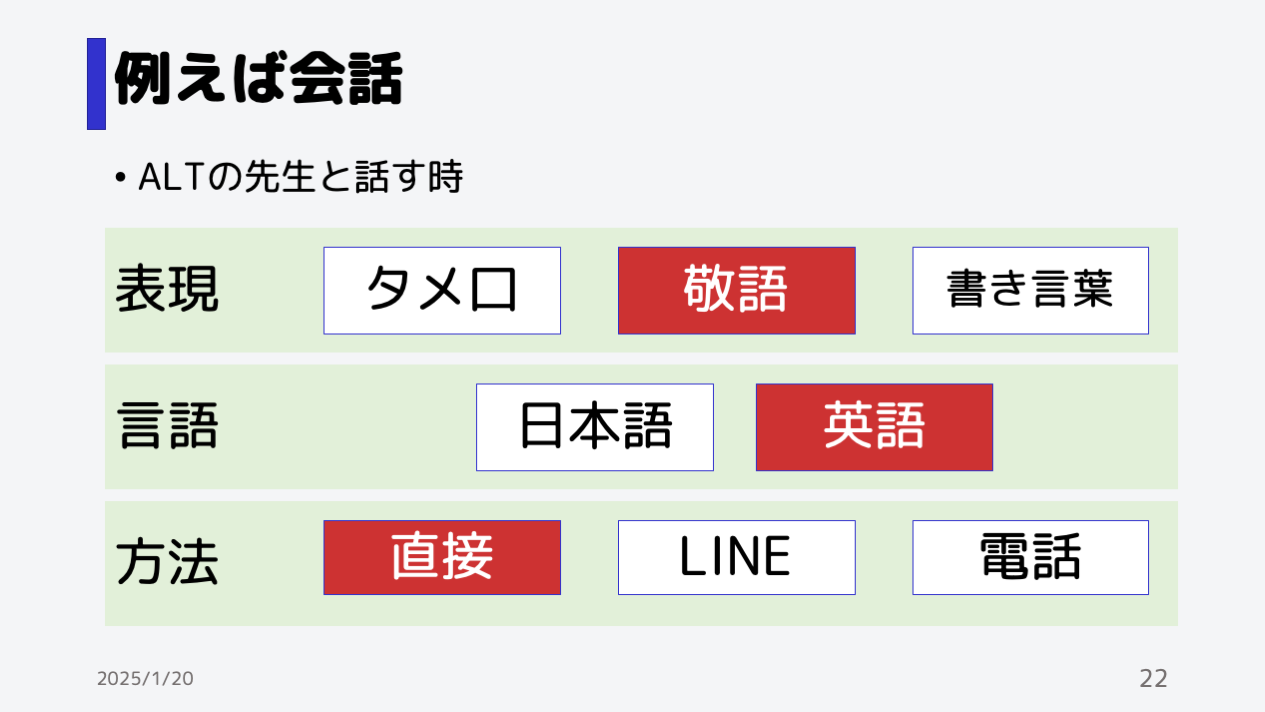 例えば会話
• ALTの先生と話す時
表現 タメ口 敬語 書き言葉
言語 日本語 英語
方法 直接 LINE 電話
2025/1/20 22